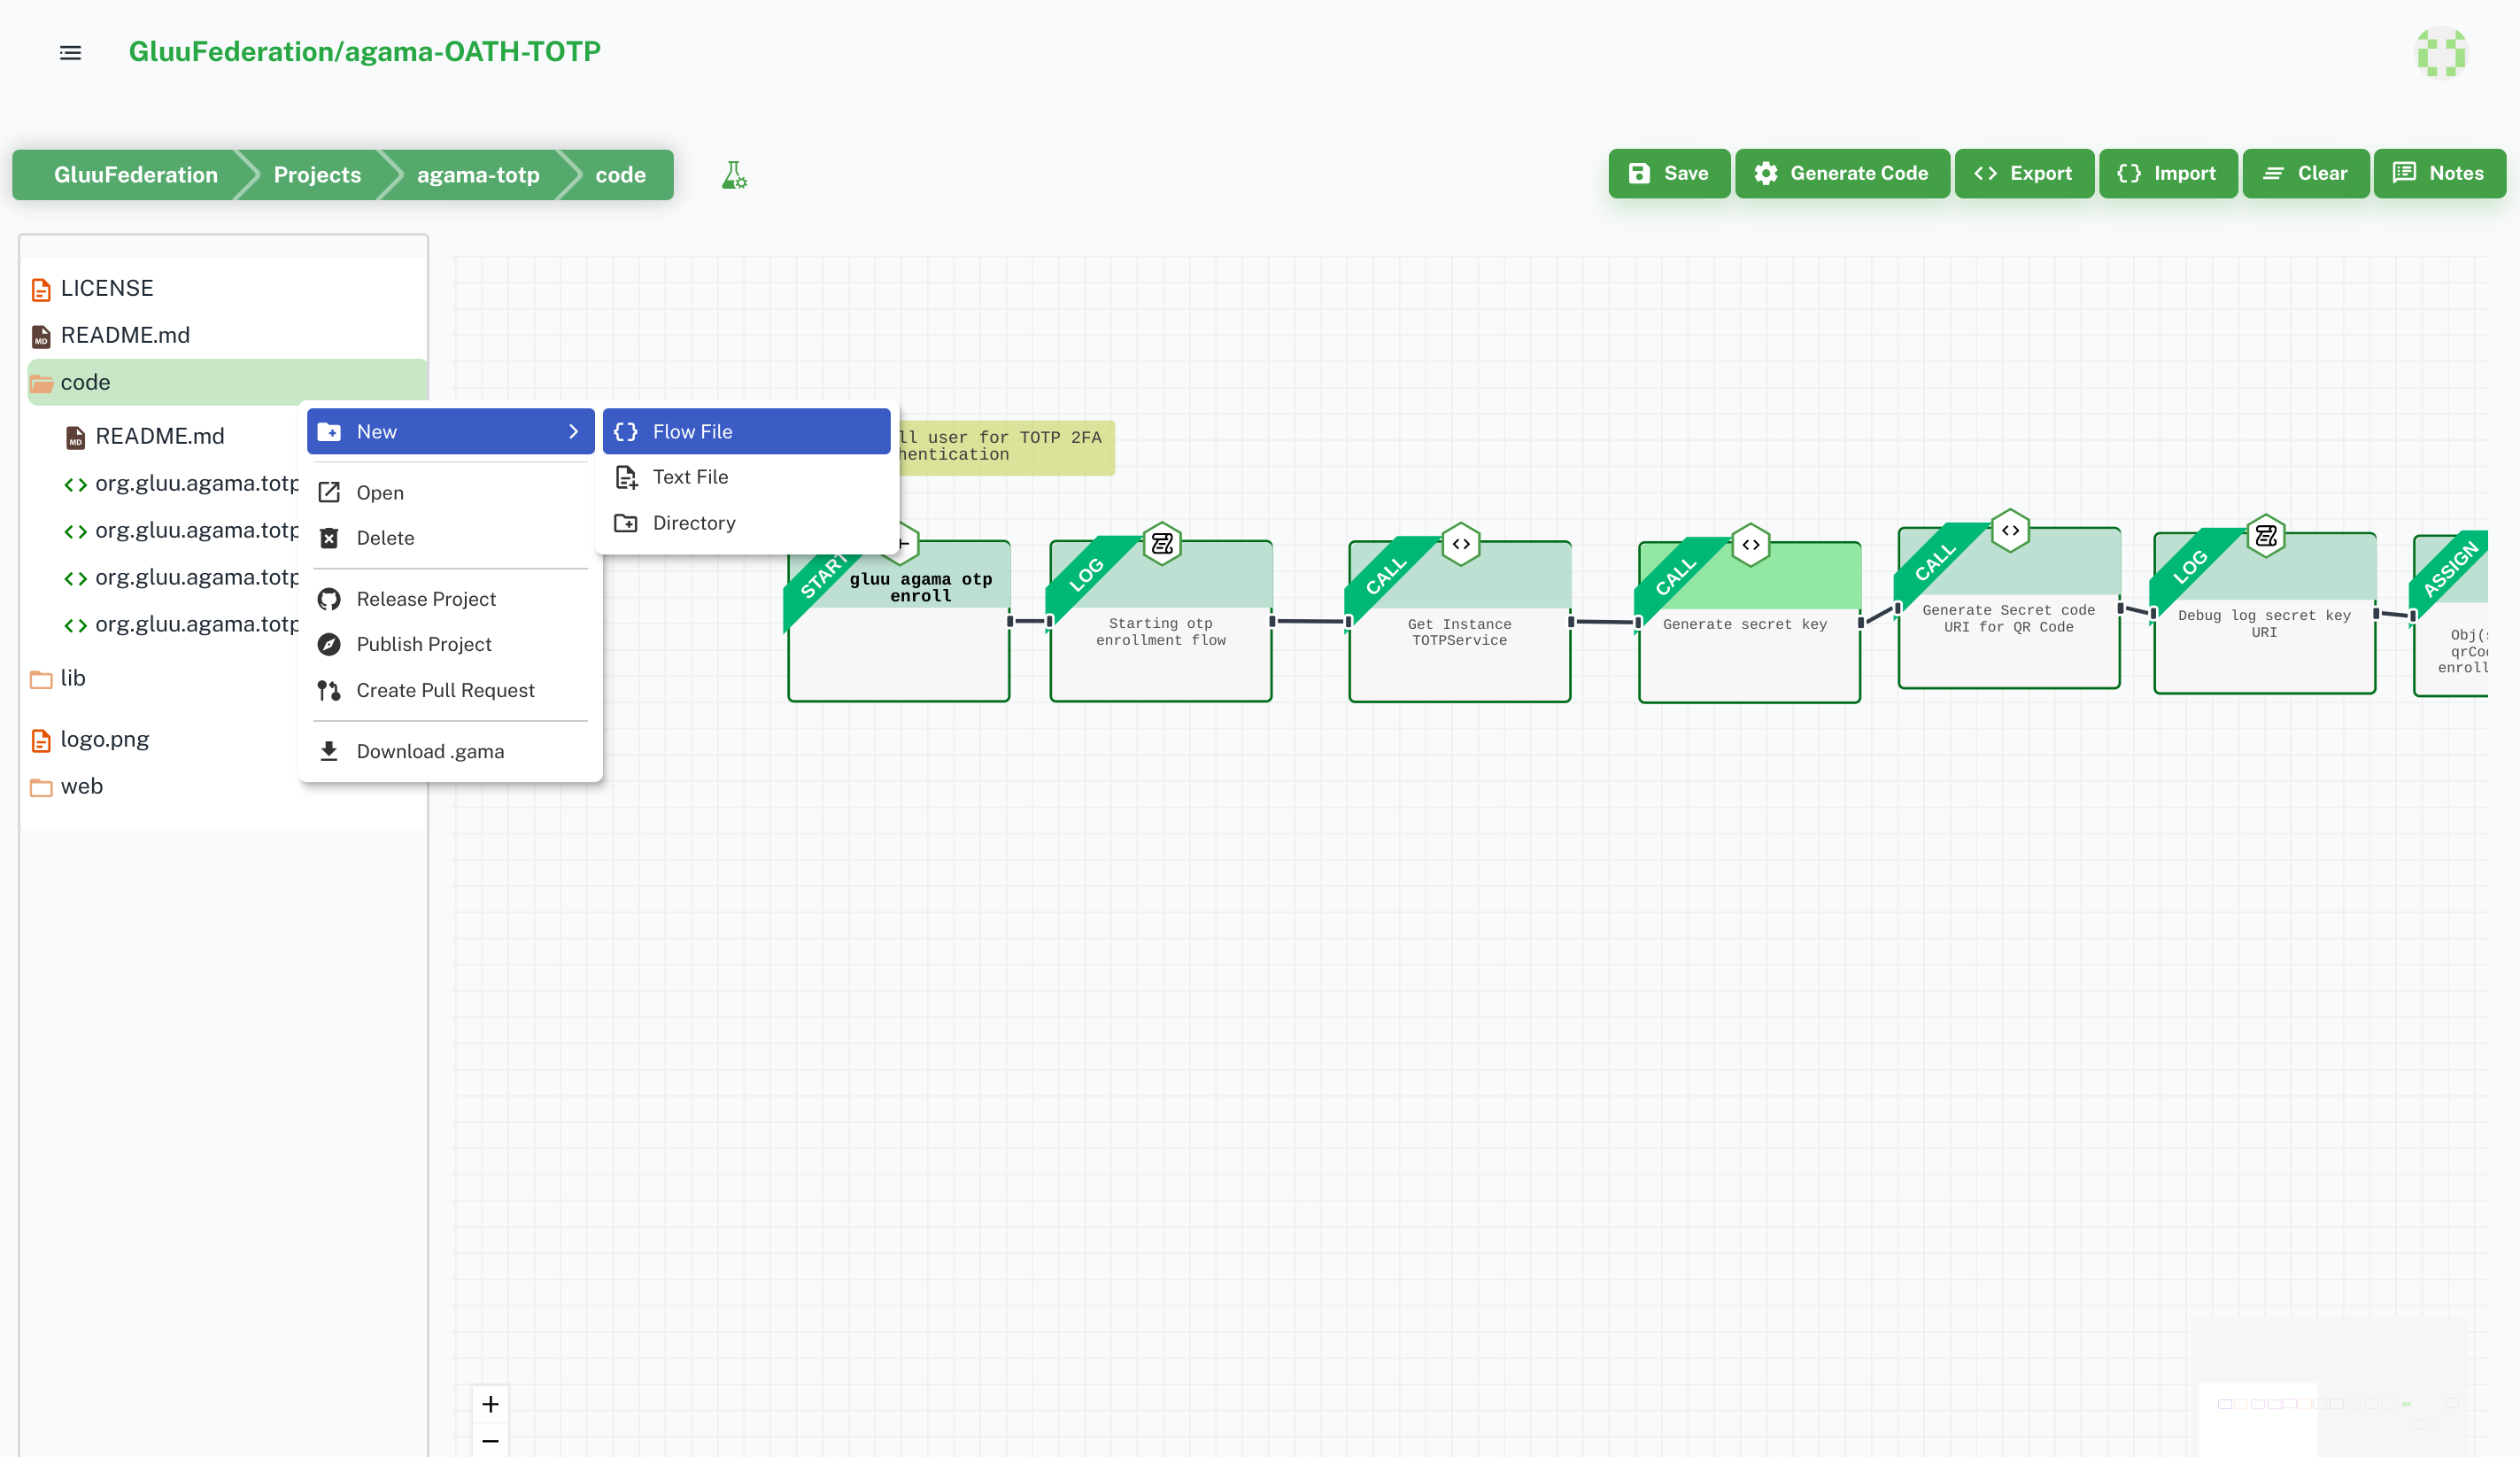 GluuFederation/agama-OATH-TOTP
GluuFederation
Projects
agama-totp
code
Save
Generate Code
Export
Import
Clear
Notes
LICENSE
README.md
code
README.md
org.gluu.agama.totp
org.gluu.agama.totp
org.gluu.agama.totp
org.gluu.agama.totp
lib
logo.png
web
New
Open
Delete
Release Project
Publish Project
Create Pull Request
Download .gama
Flow File
Text File
Directory
ll user for TOTP 2FA
hentication
START
gluu agama otp
enroll
LOG
Starting otp
enrollment flow
CALL
Get Instance
TOTPService
CALL
Generate secret key
CALL
Generate Secret code
URI for QR Code
LOG
Debug log secret key
URI
ASSIGN
Obj(
qrCo
enroll